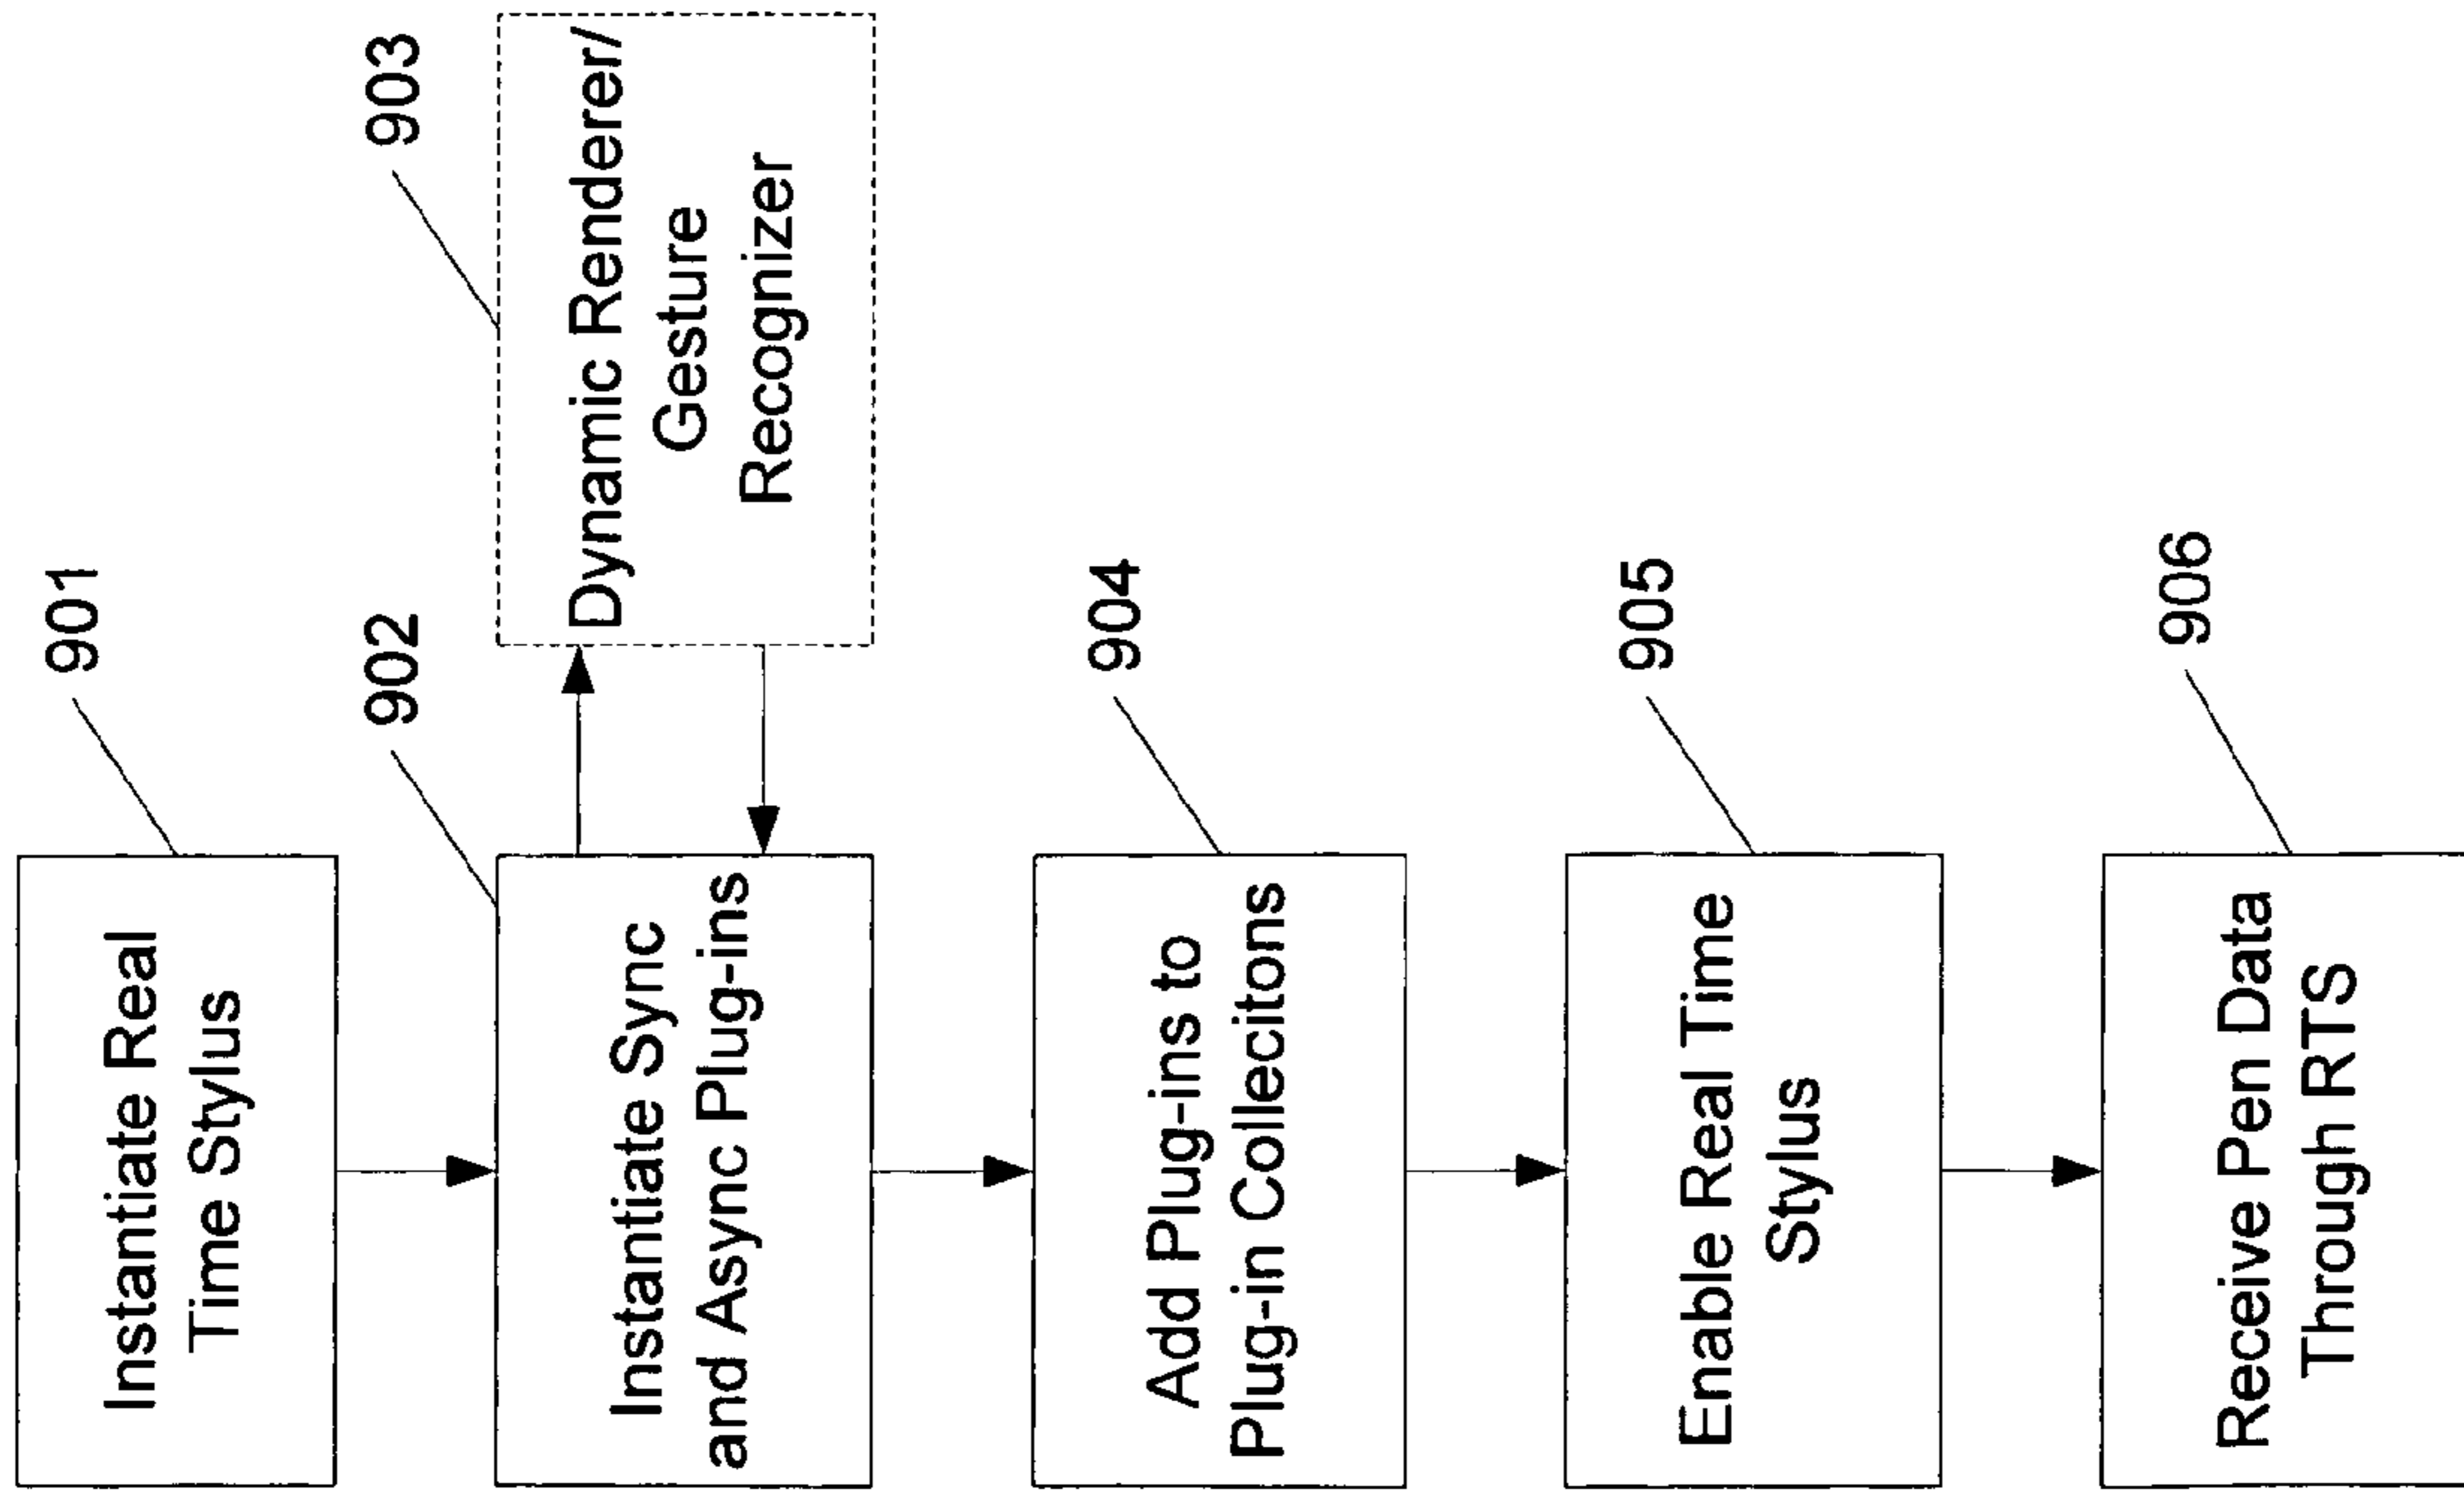 901
Instantiate Real
Time Stylus
902
Instantiate Sync
and Async Plug-ins
903
Dynamic Renderer/
Gesture
Recognizer
904
Add Plug-ins to
Plug-in Collecitons
905
Enable Real Time
Stylus
906
Receive Pen Data
Through RTS